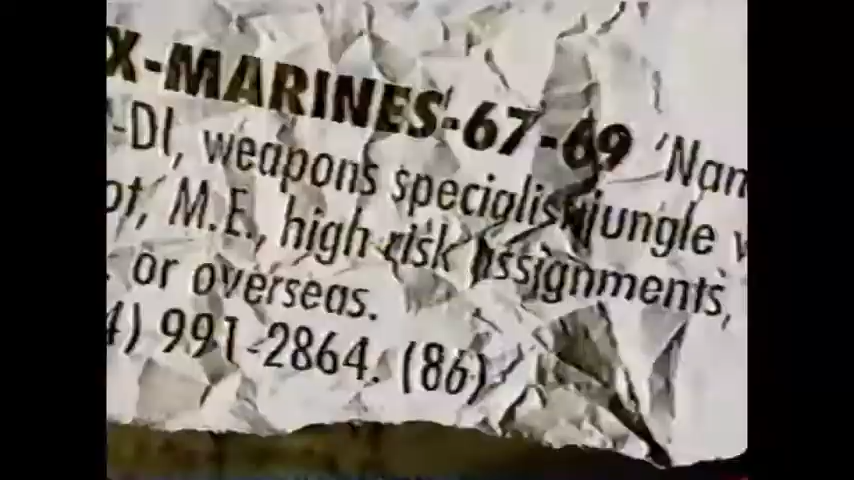 X-MARINES-67-69 'Nam
-DI, weapons specialist, jungle w
ot, M.E., high risk assignments,
. or overseas.
4) 991-2864. (86)